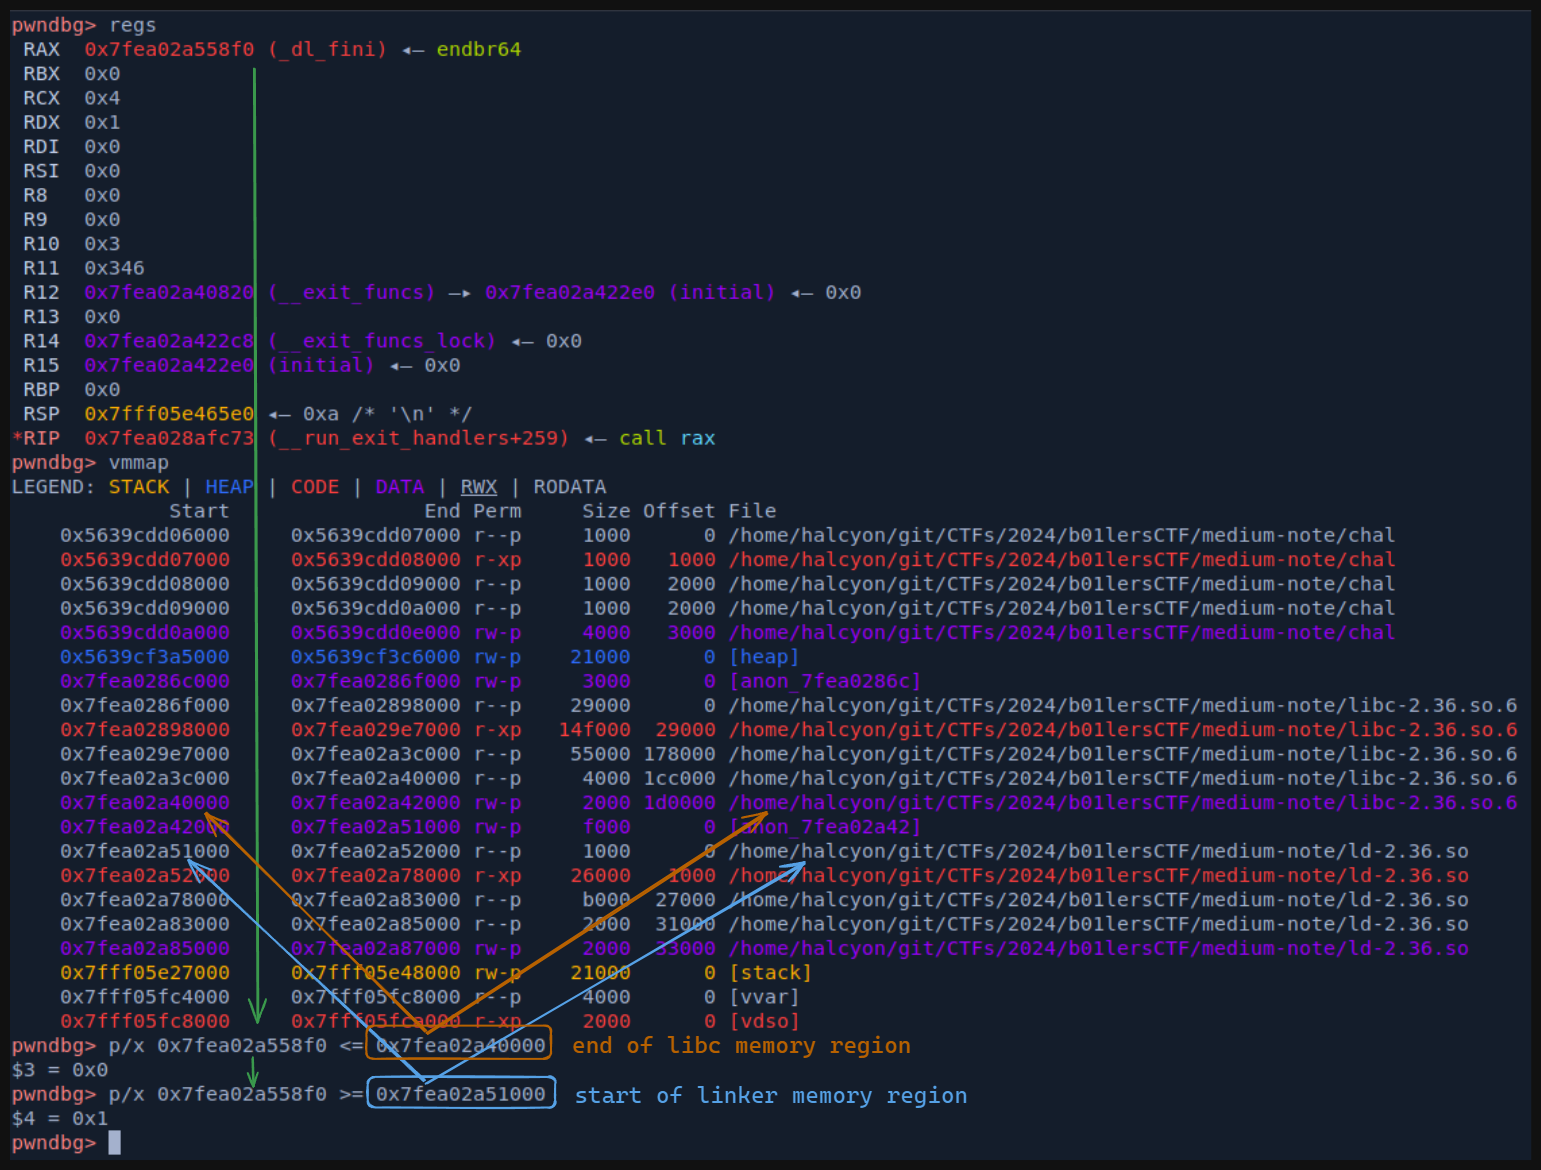 pwndbg> regs
RAX 0x7fea02a558f0 (_dl_fini) ◂— endbr64
RBX 0x0
RCX 0x4
RDX 0x1
RDI 0x0
RSI 0x0
R8 0x0
R9 0x0
R10 0x3
R11 0x346
R12 0x7fea02a40820 (__exit_funcs) —▸ 0x7fea02a422e0 (initial) ◂— 0x0
R13 0x0
R14 0x7fea02a422c8 (__exit_funcs_lock) ◂— 0x0
R15 0x7fea02a422e0 (initial) ◂— 0x0
RBP 0x0
RSP 0x7fff05e465e0 ◂— 0xa /* '\n' */
*RIP 0x7fea028afc73 (__run_exit_handlers+259) ◂— call rax
pwndbg> vmmap
LEGEND: STACK | HEAP | CODE | DATA | RWX | RODATA
Start End Perm Size Offset File
0x5639cdd06000 0x5639cdd07000 r--p 1000 0 /home/halcyon/git/CTFs/2024/b01lersCTF/medium-note/chal
0x5639cdd07000 0x5639cdd08000 r-xp 1000 1000 /home/halcyon/git/CTFs/2024/b01lersCTF/medium-note/chal
0x5639cdd08000 0x5639cdd09000 r--p 1000 2000 /home/halcyon/git/CTFs/2024/b01lersCTF/medium-note/chal
0x5639cdd09000 0x5639cdd0a000 r--p 1000 2000 /home/halcyon/git/CTFs/2024/b01lersCTF/medium-note/chal
0x5639cdd0a000 0x5639cdd0e000 rw-p 4000 3000 /home/halcyon/git/CTFs/2024/b01lersCTF/medium-note/chal
0x5639cf3a5000 0x5639cf3c6000 rw-p 21000 0 [heap]
0x7fea0286c000 0x7fea0286f000 rw-p 3000 0 [anon_7fea0286c]
0x7fea0286f000 0x7fea02898000 r--p 29000 0 /home/halcyon/git/CTFs/2024/b01lersCTF/medium-note/libc-2.36.so.6
0x7fea02898000 0x7fea029e7000 r-xp 14f000 29000 /home/halcyon/git/CTFs/2024/b01lersCTF/medium-note/libc-2.36.so.6
0x7fea029e7000 0x7fea02a3c000 r--p 55000 178000 /home/halcyon/git/CTFs/2024/b01lersCTF/medium-note/libc-2.36.so.6
0x7fea02a3c000 0x7fea02a40000 r--p 4000 1cc000 /home/halcyon/git/CTFs/2024/b01lersCTF/medium-note/libc-2.36.so.6
0x7fea02a40000 0x7fea02a42000 rw-p 2000 1d0000 /home/halcyon/git/CTFs/2024/b01lersCTF/medium-note/libc-2.36.so.6
0x7fea02a42000 0x7fea02a51000 rw-p f000 0 [anon_7fea02a42]
0x7fea02a51000 0x7fea02a52000 r--p 1000 0 /home/halcyon/git/CTFs/2024/b01lersCTF/medium-note/ld-2.36.so
0x7fea02a52000 0x7fea02a78000 r-xp 26000 1000 /home/halcyon/git/CTFs/2024/b01lersCTF/medium-note/ld-2.36.so
0x7fea02a78000 0x7fea02a83000 r--p b000 27000 /home/halcyon/git/CTFs/2024/b01lersCTF/medium-note/ld-2.36.so
0x7fea02a83000 0x7fea02a85000 r--p 2000 31000 /home/halcyon/git/CTFs/2024/b01lersCTF/medium-note/ld-2.36.so
0x7fea02a85000 0x7fea02a87000 rw-p 2000 33000 /home/halcyon/git/CTFs/2024/b01lersCTF/medium-note/ld-2.36.so
0x7fff05e27000 0x7fff05e48000 rw-p 21000 0 [stack]
0x7fff05fc4000 0x7fff05fc8000 r--p 4000 0 [vvar]
0x7fff05fc8000 0x7fff05fca000 r-xp 2000 0 [vdso]
pwndbg> p/x 0x7fea02a558f0 <= 0x7fea02a40000 end of libc memory region
$3 = 0x0
pwndbg> p/x 0x7fea02a558f0 >= 0x7fea02a51000 start of linker memory region
$4 = 0x1
pwndbg>